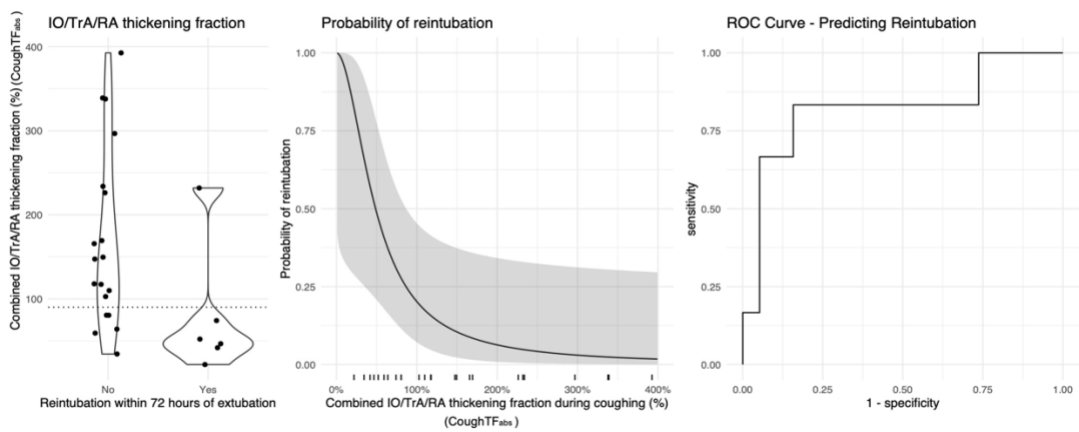 IO/TrA/RA thickening fraction
Combined IO/TrA/RA thickening fraction (%) (CoughTFabs )
400
300
200
100
No
Yes
Reintubation within 72 hours of extubation
Probability of reintubation
Probability of reintubation
1.00
0.75
0.50
0.25
0.00
0%
100%
200%
300%
400%
Combined IO/TrA/RA thickening fraction during coughing (%)
(CoughTFabs )
ROC Curve - Predicting Reintubation
sensitivity
1.00
0.75
0.50
0.25
0.00
0.00
0.25
0.50
0.75
1.00
1 - specificity